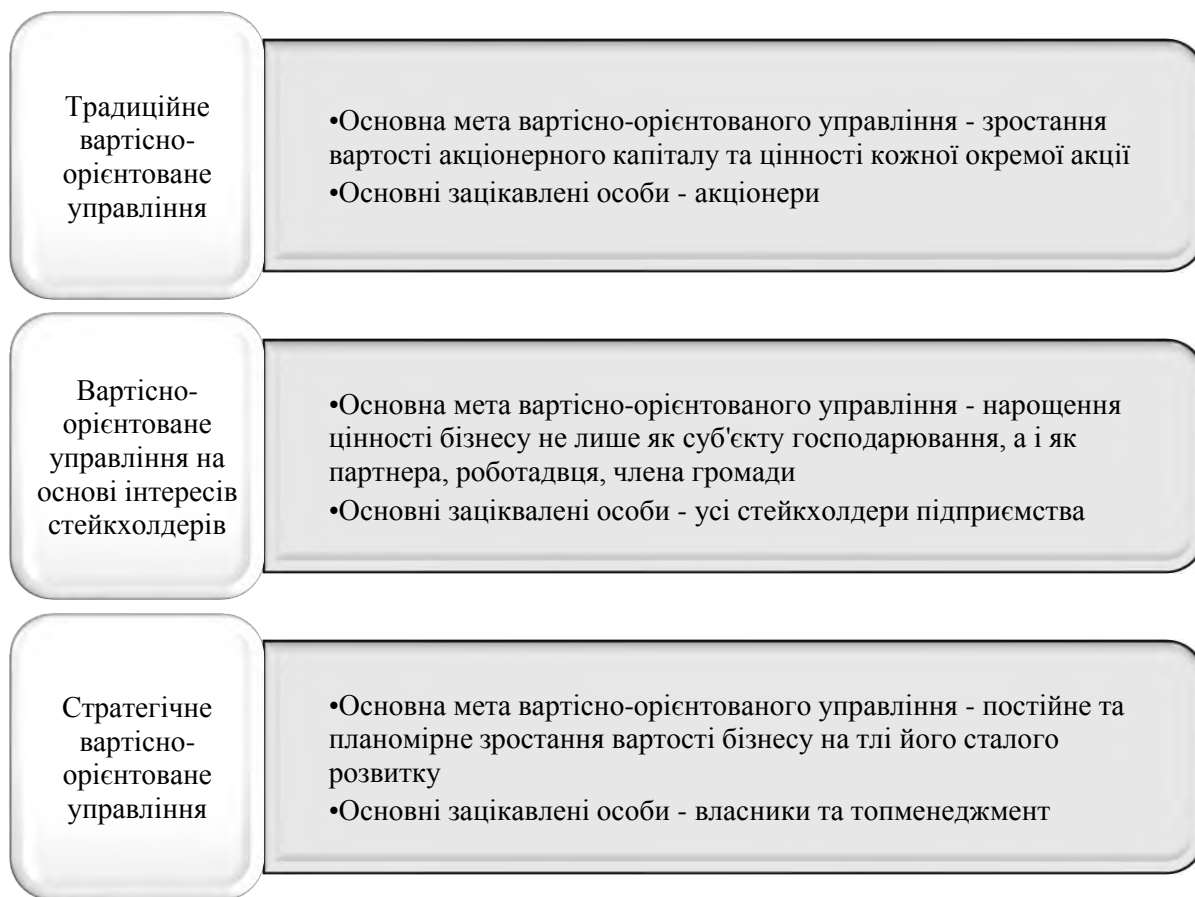 Традиційне
вартісно-
орієнтоване
управління
•Основна мета вартісно-орієнтованого управління - зростання
вартості акціонерного капіталу та цінності кожної окремої акції
•Основні зацікавлені особи - акціонери
Вартісно-
орієнтоване
управління на
основі інтересів
стейкхолдерів
•Основна мета вартісно-орієнтованого управління - нарощення
цінності бізнесу не лише як суб'єкту господарювання, а і як
партнера, роботадвця, члена громади
•Основні заціквалені особи - усі стейкхолдери підприємства
Стратегічне
вартісно-
орієнтоване
управління
•Основна мета вартісно-орієнтованого управління - постійне та
планомірне зростання вартості бізнесу на тлі його сталого
розвитку
•Основні зацікавлені особи - власники та топменеджмент